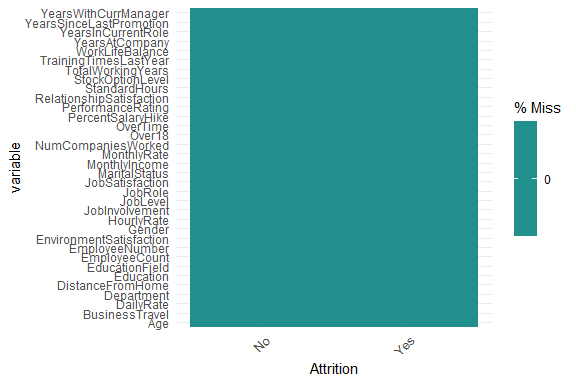 YearsWithCurrManager
YearsSinceLastPromotion
YearsInCurrentRole
YearsAtCompany
WorkLifeBalance
TrainingTimesLastYear
TotalWorkingYears
StockOptionLevel
StandardHours
RelationshipSatisfaction
PerformanceRating
PercentSalaryHike
OverTime
Over18
NumCompaniesWorked
MonthlyRate
MonthlyIncome
MaritalStatus
JobSatisfaction
JobRole
JobLevel
JobInvolvement
HourlyRate
Gender
EnvironmentSatisfaction
EmployeeNumber
EmployeeCount
EducationField
Education
DistanceFromHome
Department
DailyRate
BusinessTravel
Age
variable
No
Yes
Attrition
% Miss
0